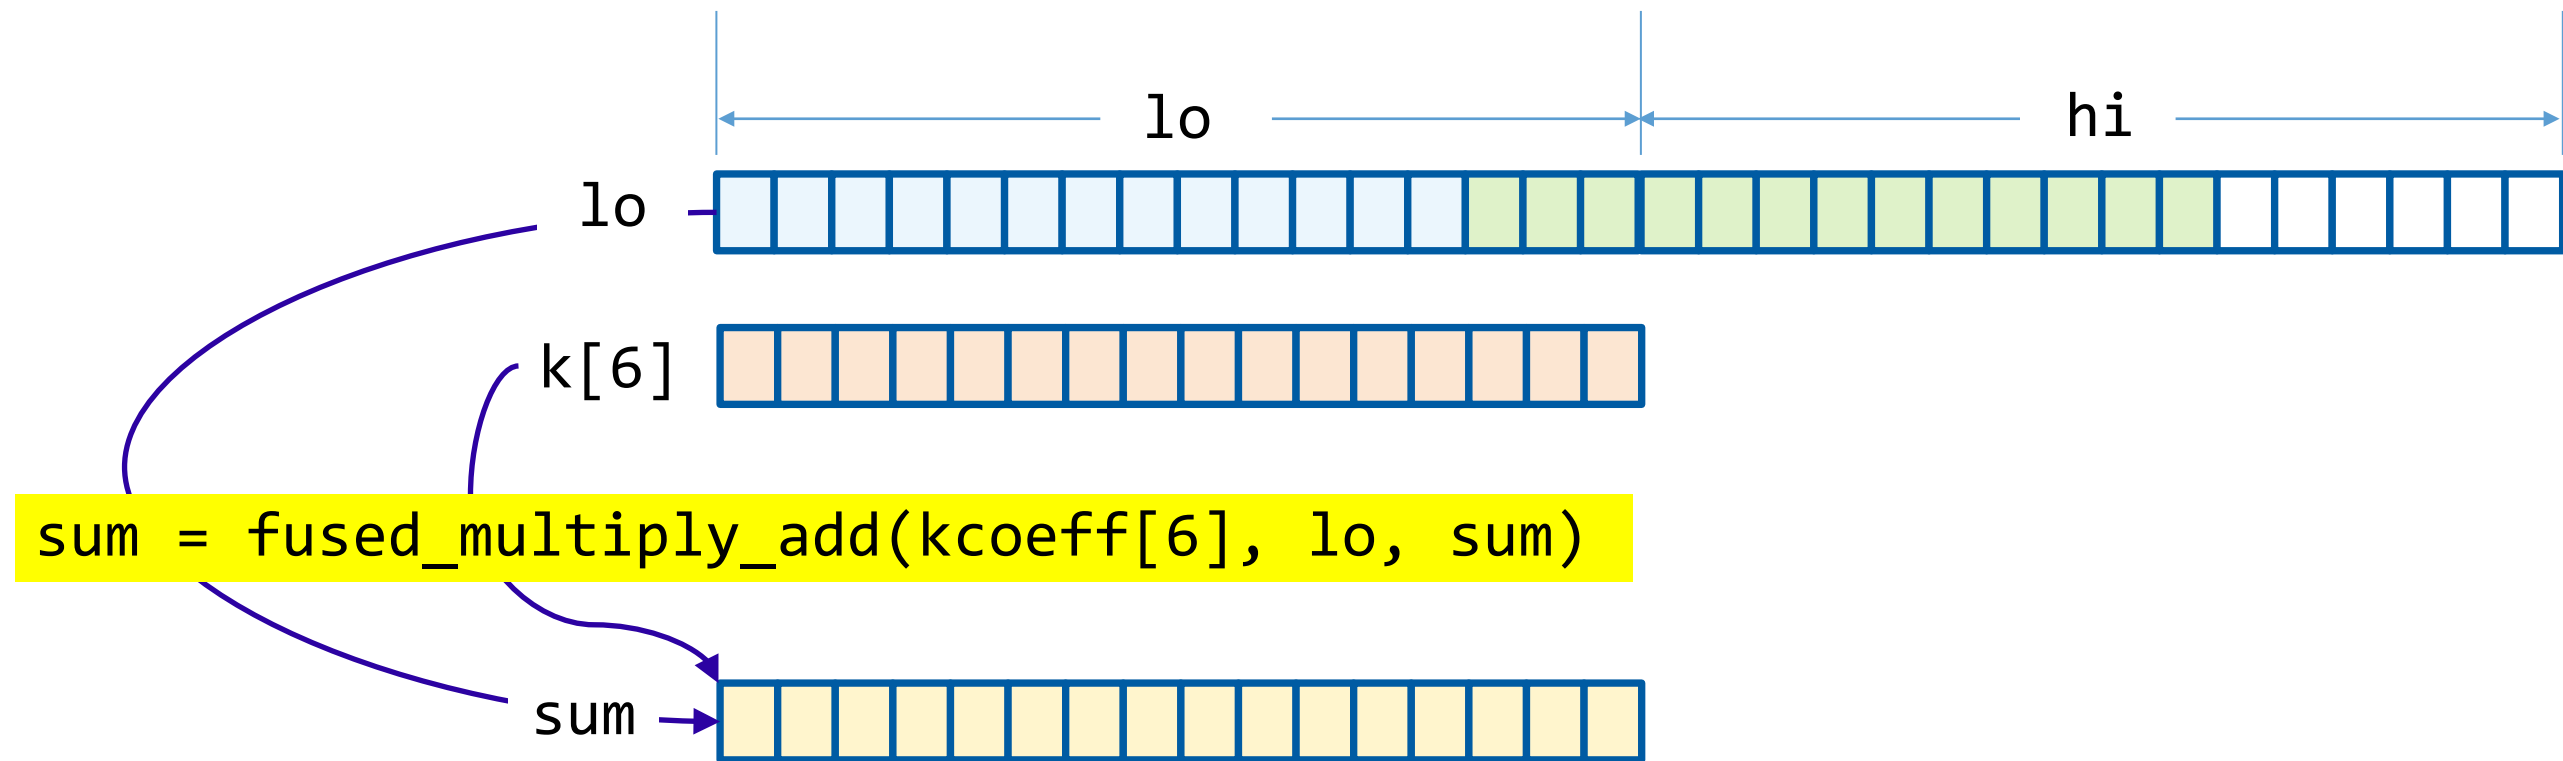 lo
hi
lo
k[6]
sum = fused_multiply_add(kcoeff[6], lo, sum)
sum